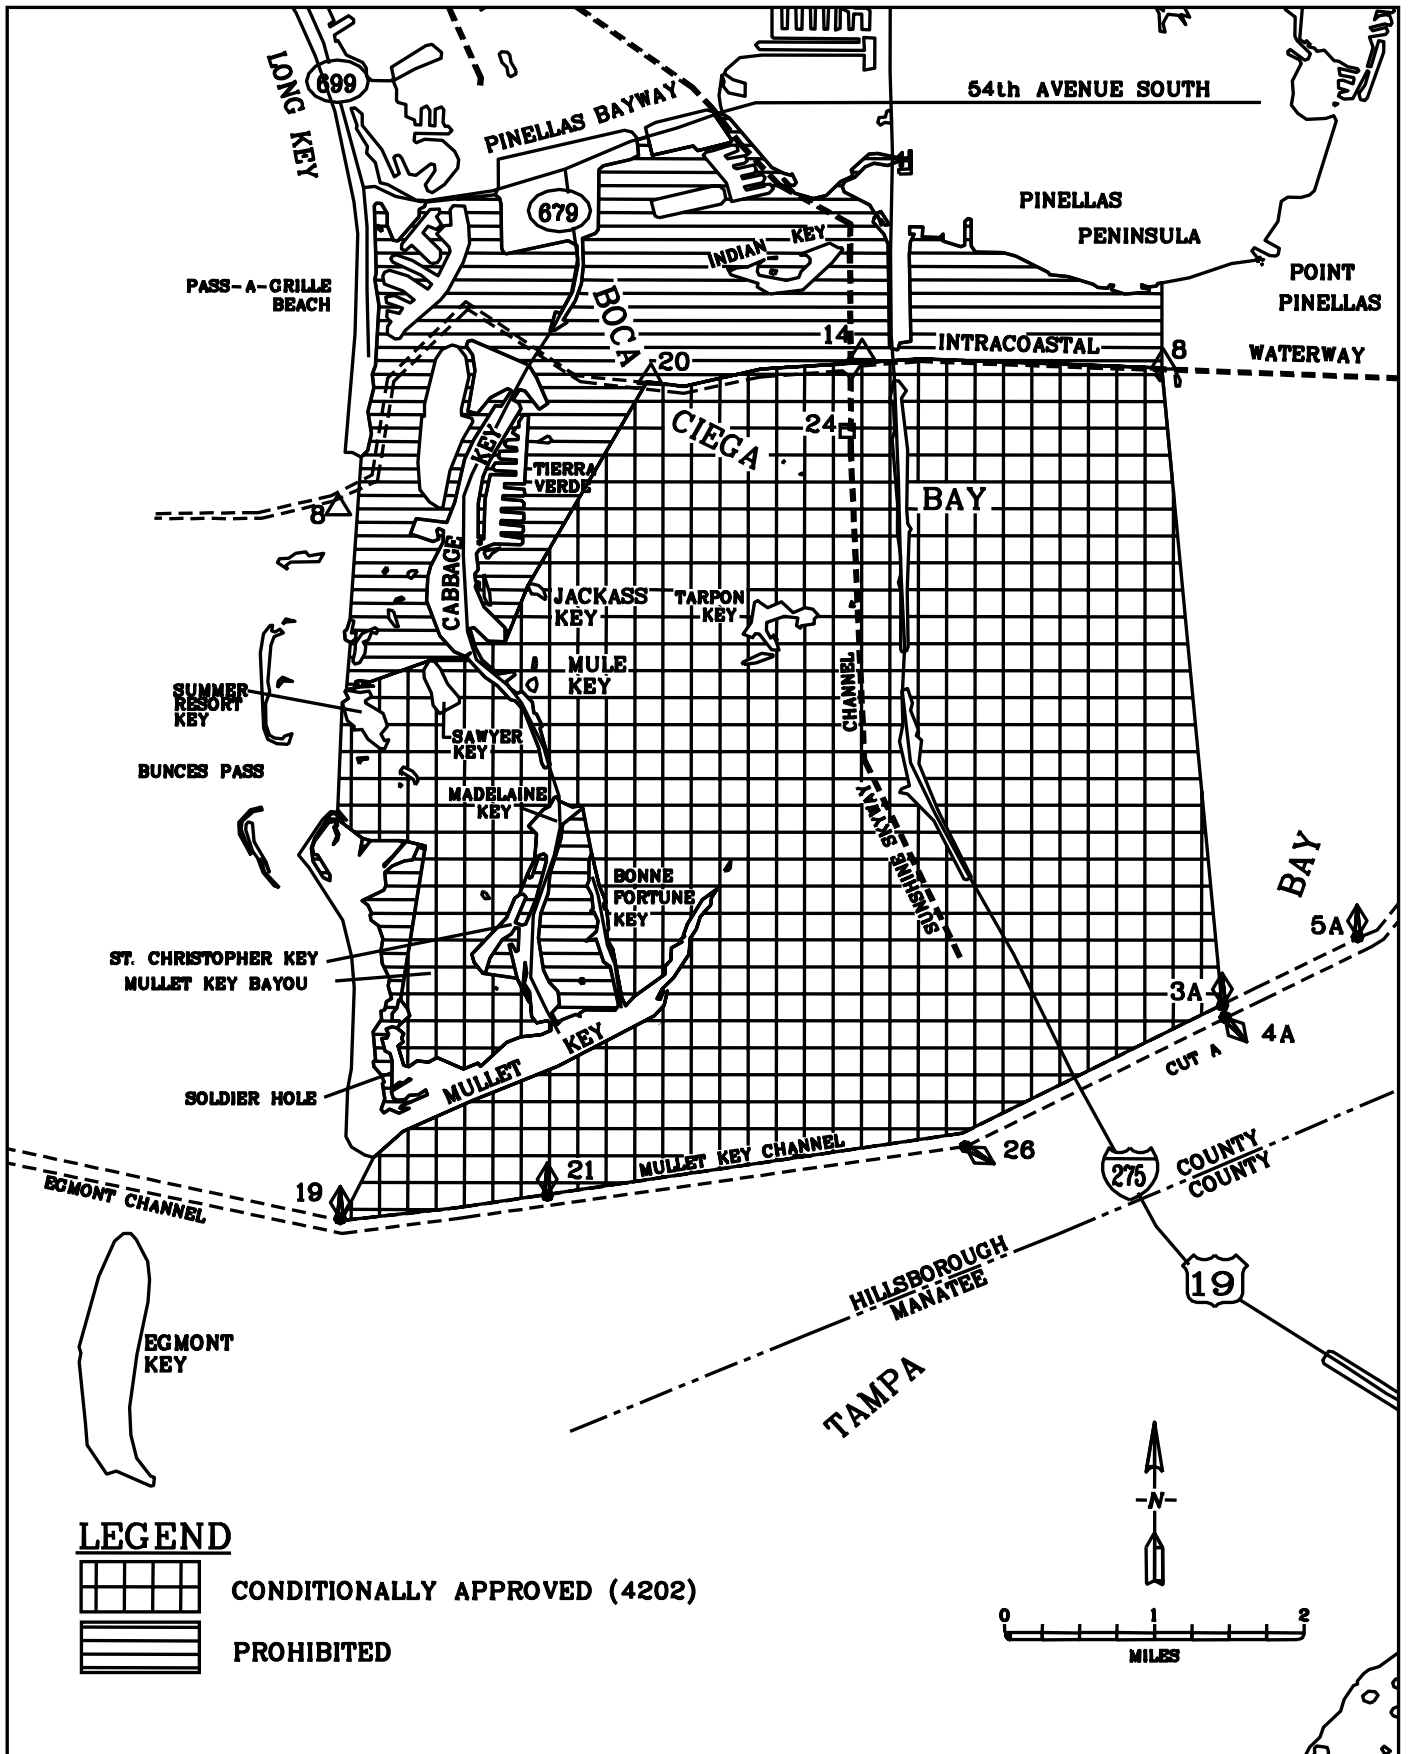 LONG KEY
699
PINELLAS BAYWAY
54th AVENUE SOUTH
679
PINELLAS
PENINSULA
INDIAN KEY
POINT
PINELLAS
PASS-A-GRILLE
BEACH
BOCA
14
INTRACOASTAL
8
WATERWAY
20
CIEGA
24
KEY
TIERRA
VERDE
BAY
8
CABBAGE
JACKASS
KEY
TARPON
KEY
MULE
KEY
CHANNEL
SUMMER
RESORT
KEY
SAWYER
KEY
BUNCES PASS
MADELAINE
KEY
SUNSHINE SKYWAY
BONNE
FORTUNE
KEY
BAY
5A
ST. CHRISTOPHER KEY
MULLET KEY BAYOU
3A
4A
CUT A
MULLET KEY
SOLDIER HOLE
MULLET KEY CHANNEL
26
21
19
EGMONT CHANNEL
275
COUNTY
COUNTY
HILLSBOROUGH
MANATEE
19
EGMONT
KEY
TAMPA
-N-
LEGEND
CONDITIONALLY APPROVED (4202)
PROHIBITED
0 1 2
MILES